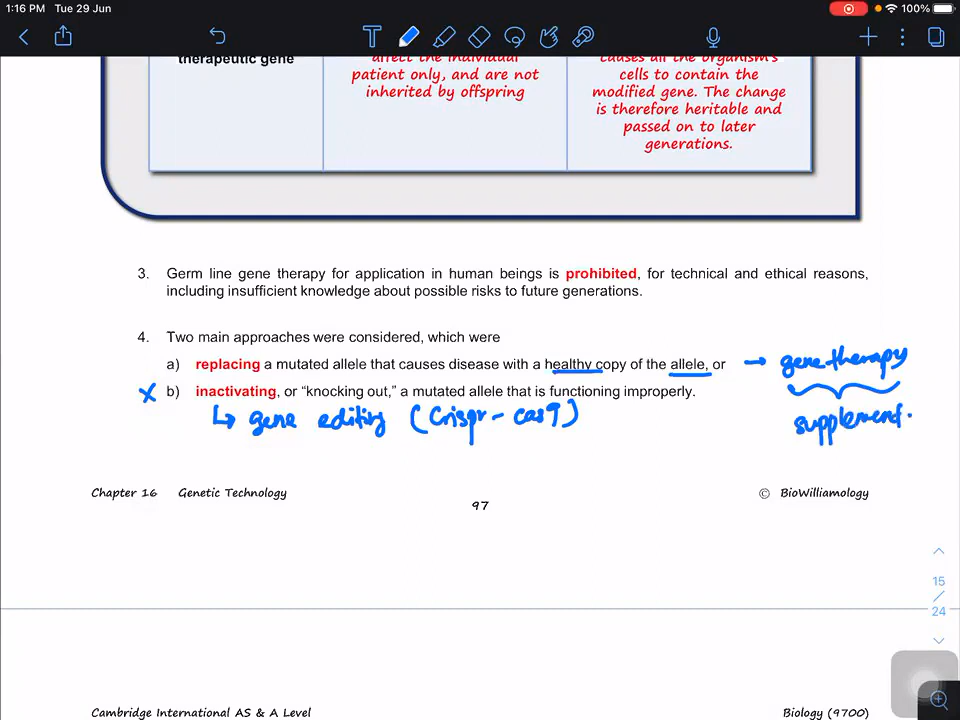 1:16 PM Tue 29 Jun
100%
therapeutic gene
affect the individual
patient only, and are not
inherited by offspring
causes all the organism's
cells to contain the
modified gene. The change
is therefore heritable and
passed on to later
generations.
3. Germ line gene therapy for application in human beings is prohibited, for technical and ethical reasons,
including insufficient knowledge about possible risks to future generations.
4. Two main approaches were considered, which were
a) replacing a mutated allele that causes disease with a healthy copy of the allele, or → gene therapy
x b) inactivating, or “knocking out,” a mutated allele that is functioning improperly.
↳ gene editing (Crispr - cas9)
supplement.
Chapter 16 Genetic Technology
97
© BioWilliamology
15
/
24
Cambridge International AS & A Level
Biology (9700)